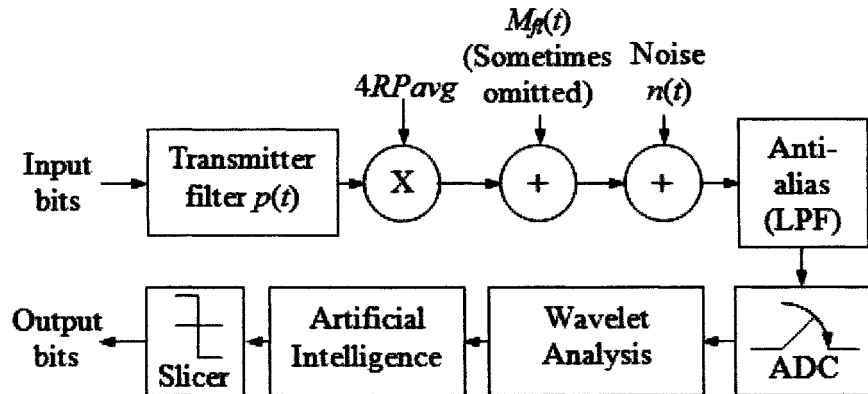 M_fl(t)
(Sometimes
omitted)
Noise
n(t)
4RPavg
Input
bits
Transmitter
filter p(t)
X
+
+
Anti-
alias
(LPF)
Output
bits
Slicer
Artificial
Intelligence
Wavelet
Analysis
ADC